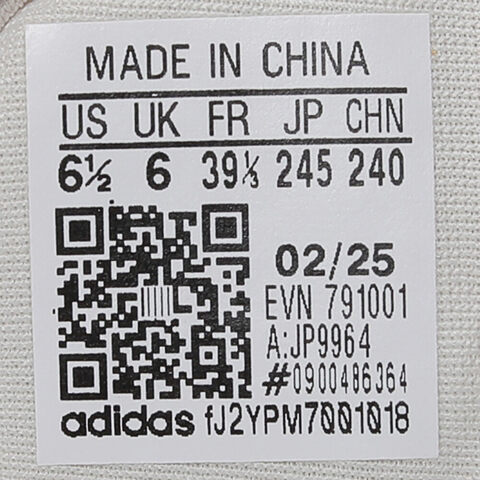 MADE IN CHINA
US UK FR JP CHN
6½ 6 39⅓ 245 240
02/25
EVN 791001
A:JP9964
#0900486364
adidas fJ2YPM7001018